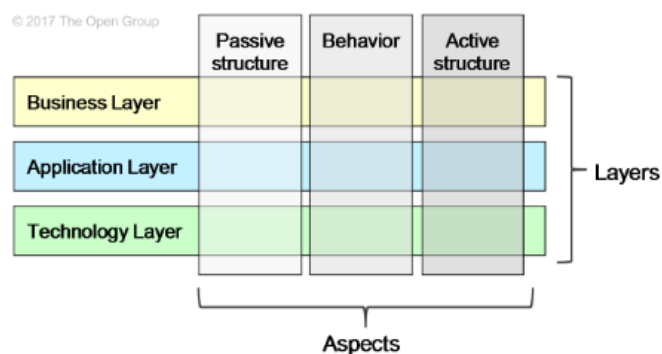 © 2017 The Open Group
Passive
structure
Behavior
Active
structure
Business Layer
Application Layer
Technology Layer
Layers
Aspects